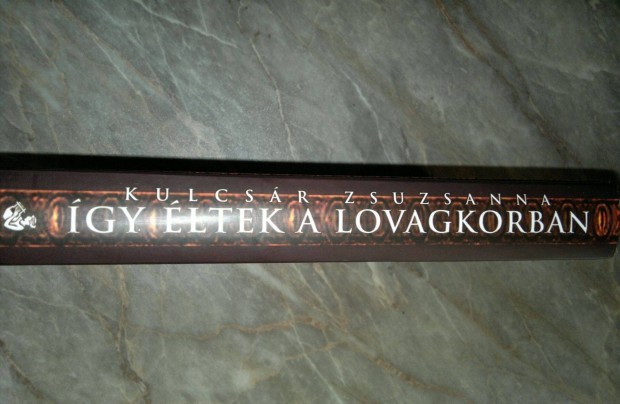 KULCSÁR ZSUZSANNA
ÍGY ÉLTEK A LOVAGKORBAN